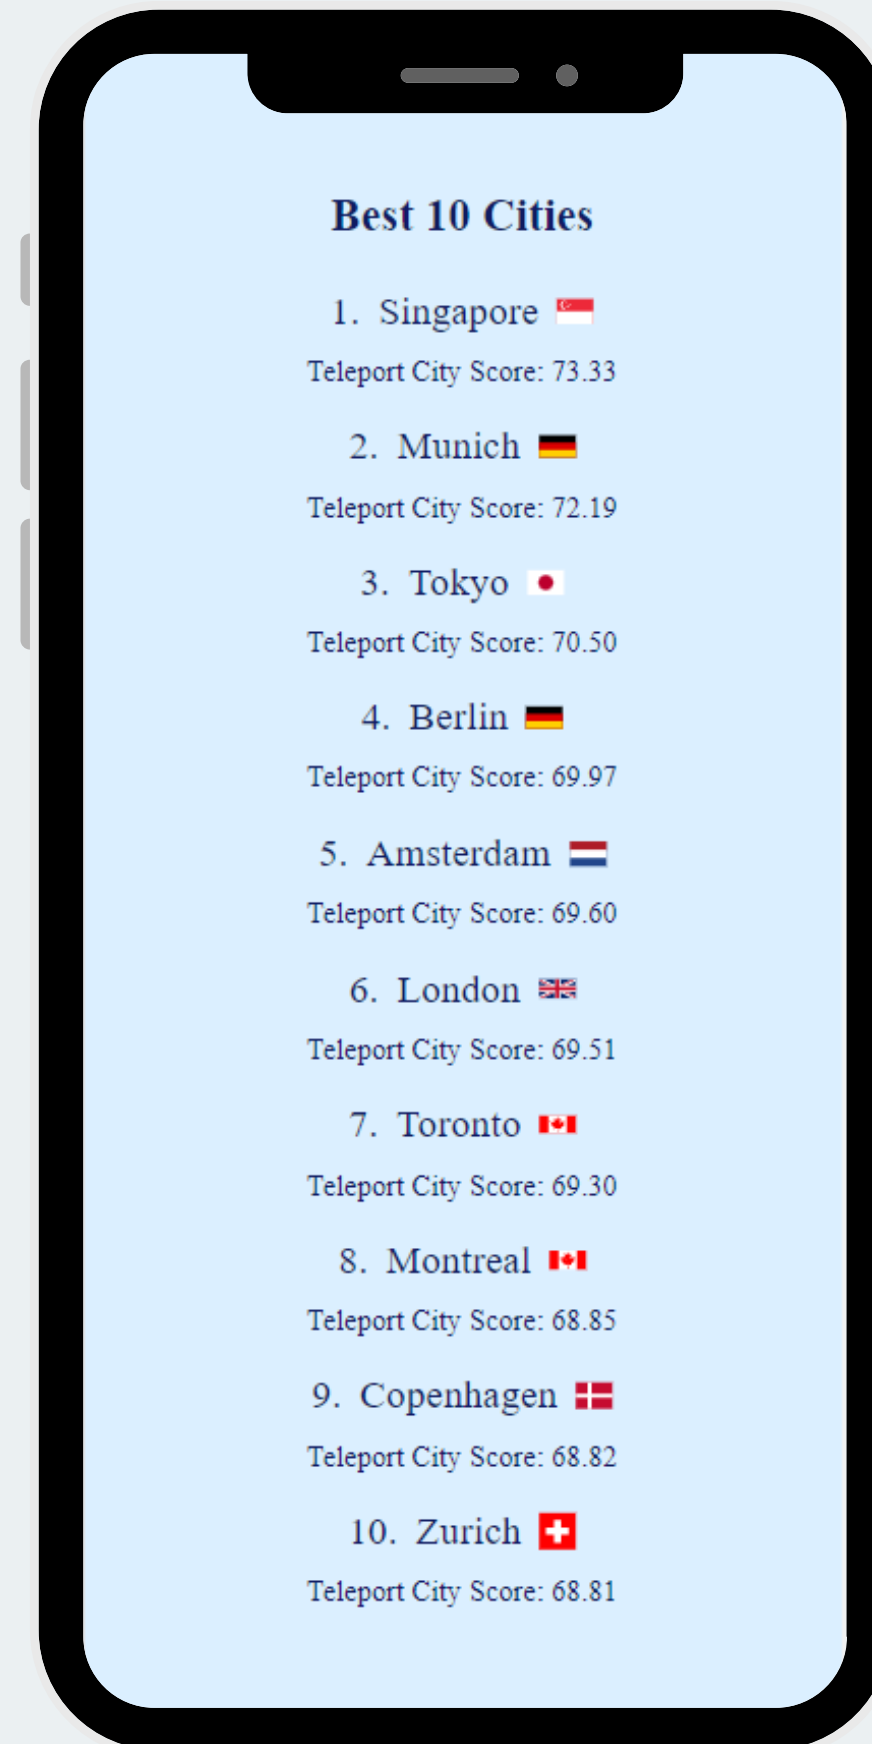 Best 10 Cities
1. Singapore
Teleport City Score: 73.33
2. Munich
Teleport City Score: 72.19
3. Tokyo
Teleport City Score: 70.50
4. Berlin
Teleport City Score: 69.97
5. Amsterdam
Teleport City Score: 69.60
6. London
Teleport City Score: 69.51
7. Toronto
Teleport City Score: 69.30
8. Montreal
Teleport City Score: 68.85
9. Copenhagen
Teleport City Score: 68.82
10. Zurich
Teleport City Score: 68.81